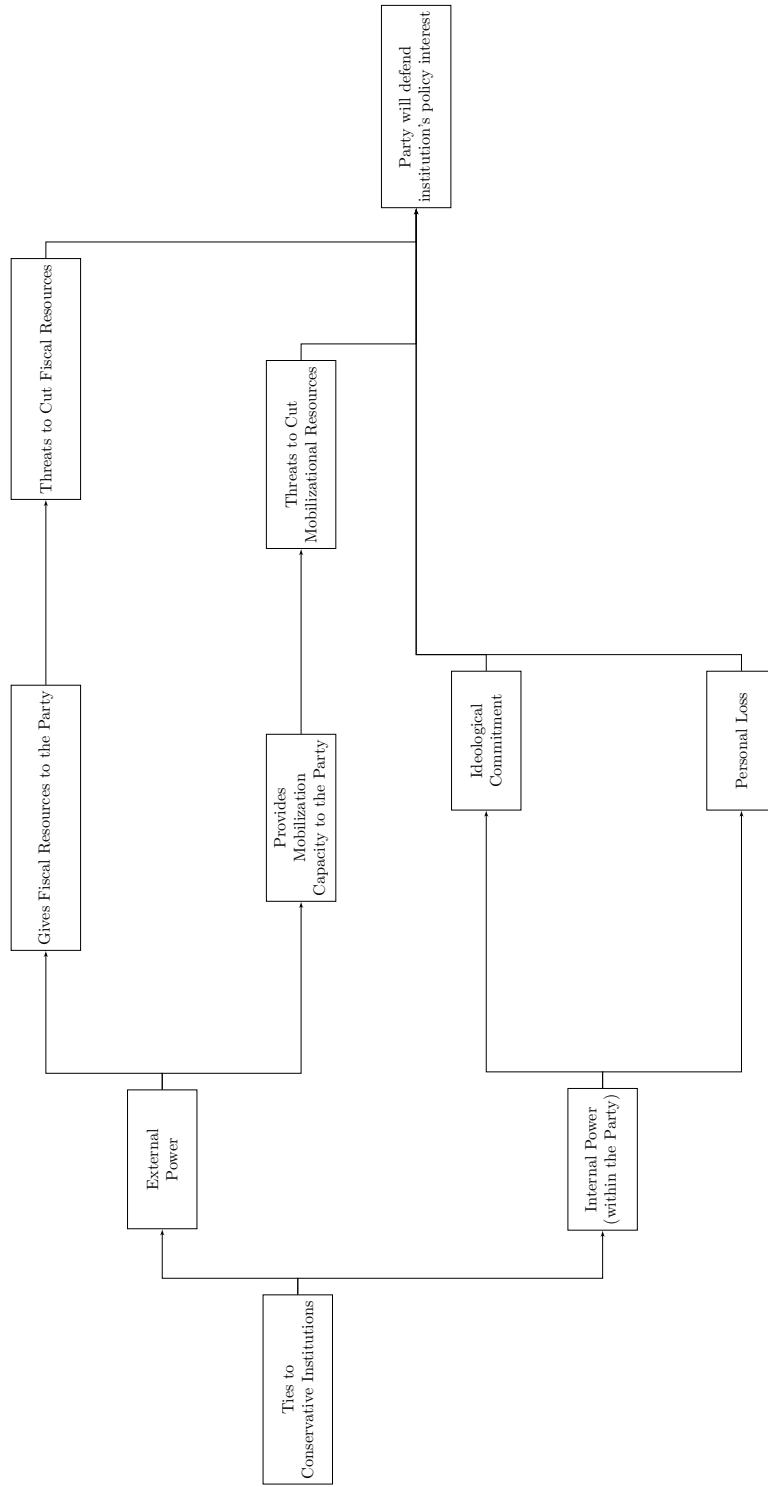 Ties to
Conservative Institutions
External
Power
Internal Power
(within the Party)
Gives Fiscal Resources to the Party
Provides
Mobilization
Capacity to the Party
Ideological
Commitment
Personal Loss
Threats to Cut Fiscal Resources
Threats to Cut
Mobilizational Resources
Party will defend
institution's policy interest